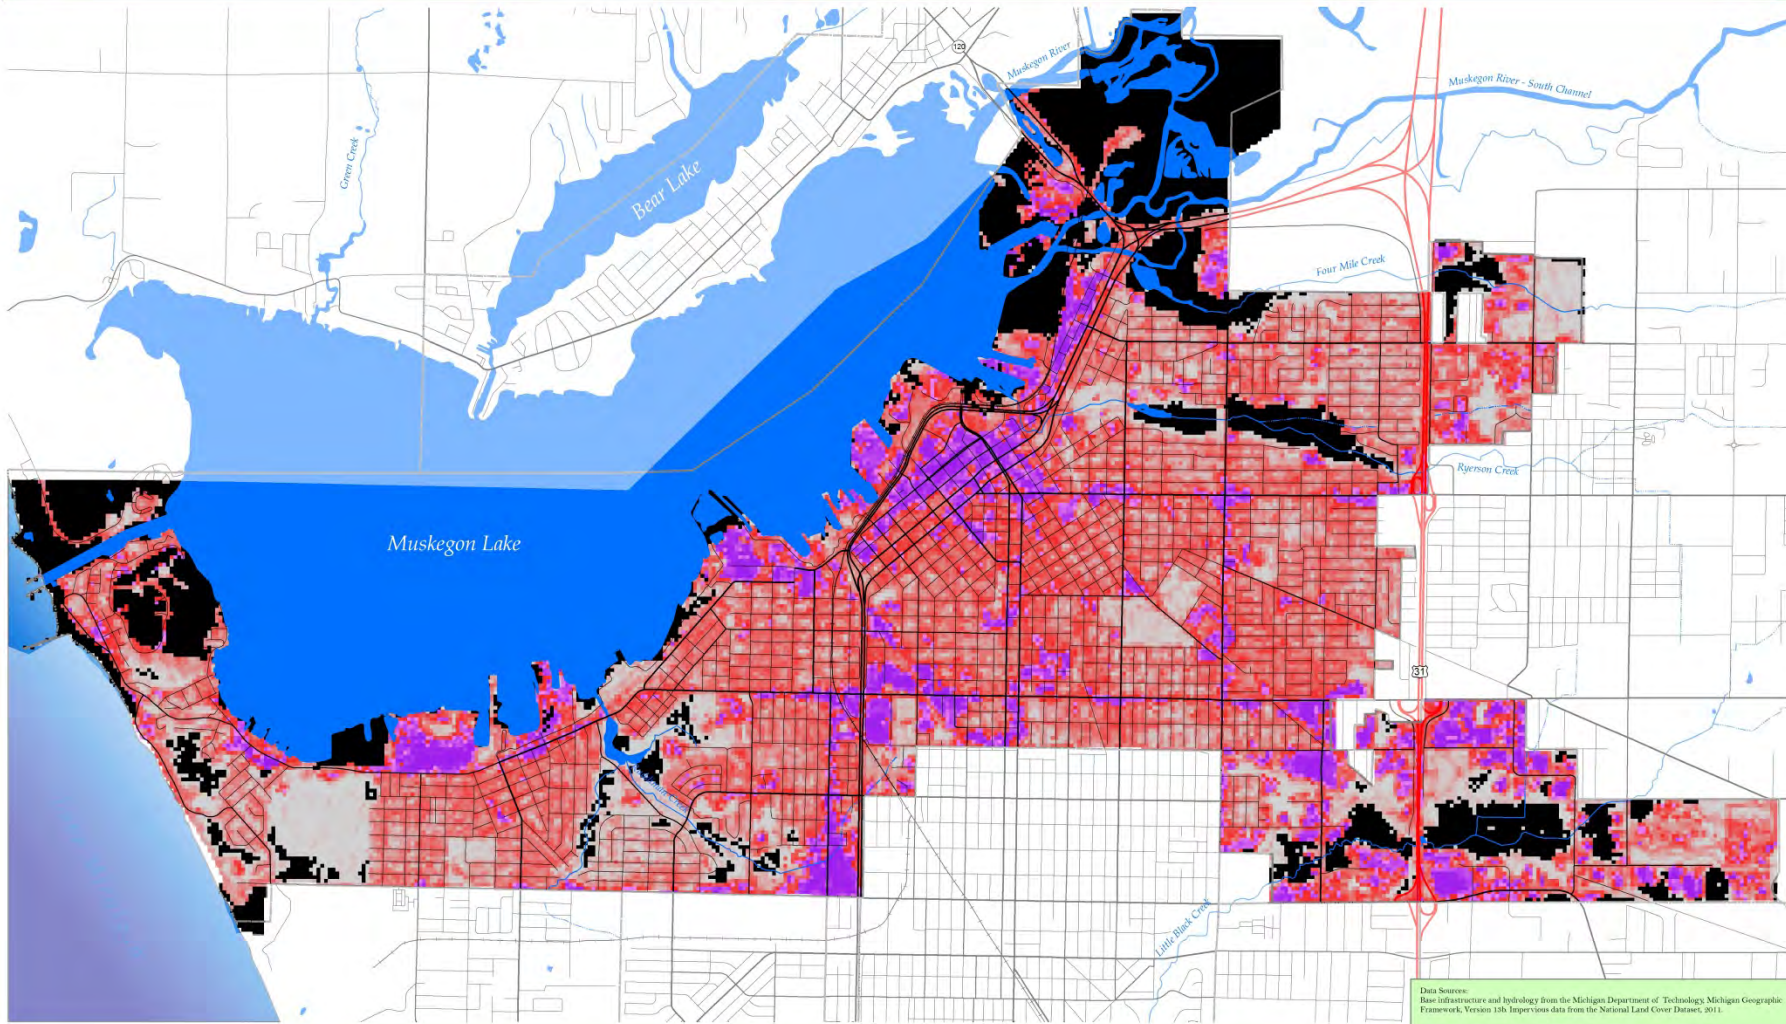 120
Muskegon River
Muskegon River - South Channel
Green Creek
Bear Lake
Four Mile Creek
Ryerson Creek
Muskegon Lake
31
Little Black Creek
Data Sources:
Base infrastructure and hydrology from the Michigan Department of Technology, Michigan Geographic
Framework, Version 13b. Impervious data from the National Land Cover Dataset, 2011.